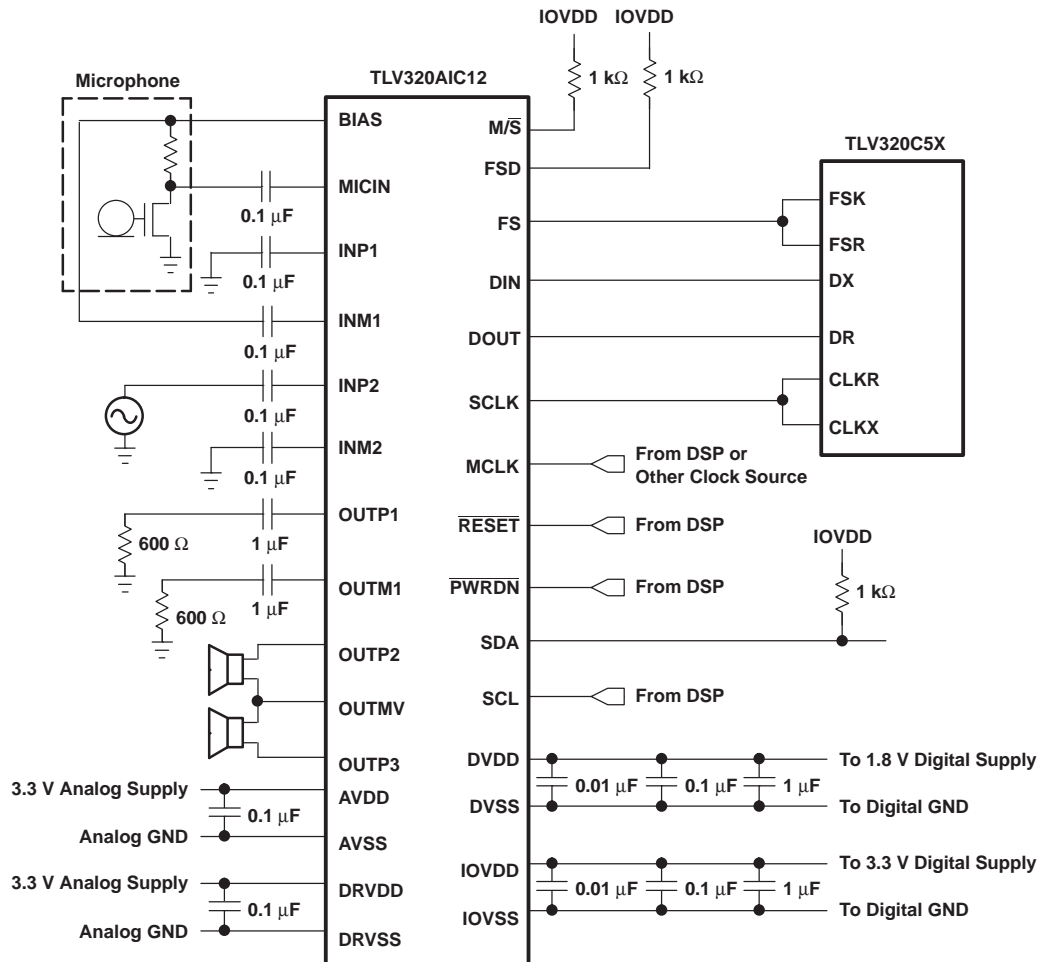 IOVDD IOVDD
1 kΩ 1 kΩ
Microphone
TLV320AIC12
TLV320C5X
BIAS
MICIN
0.1 μF
INP1
0.1 μF
INM1
0.1 μF
INP2
0.1 μF
INM2
0.1 μF
OUTP1
600 Ω
1 μF
OUTM1
600 Ω
1 μF
OUTP2
OUTMV
OUTP3
3.3 V Analog Supply
AVDD
0.1 μF
Analog GND
AVSS
3.3 V Analog Supply
DRVDD
0.1 μF
Analog GND
DRVSS
M/S̅
FSD
FS
DIN
DOUT
SCLK
MCLK
From DSP or
Other Clock Source
R̅E̅S̅E̅T̅
From DSP
P̅W̅R̅D̅N̅
From DSP
SDA
IOVDD
1 kΩ
SCL
From DSP
DVDD
To 1.8 V Digital Supply
0.01 μF 0.1 μF 1 μF
DVSS
To Digital GND
IOVDD
To 3.3 V Digital Supply
0.01 μF 0.1 μF 1 μF
IOVSS
To Digital GND
FSK
FSR
DX
DR
CLKR
CLKX